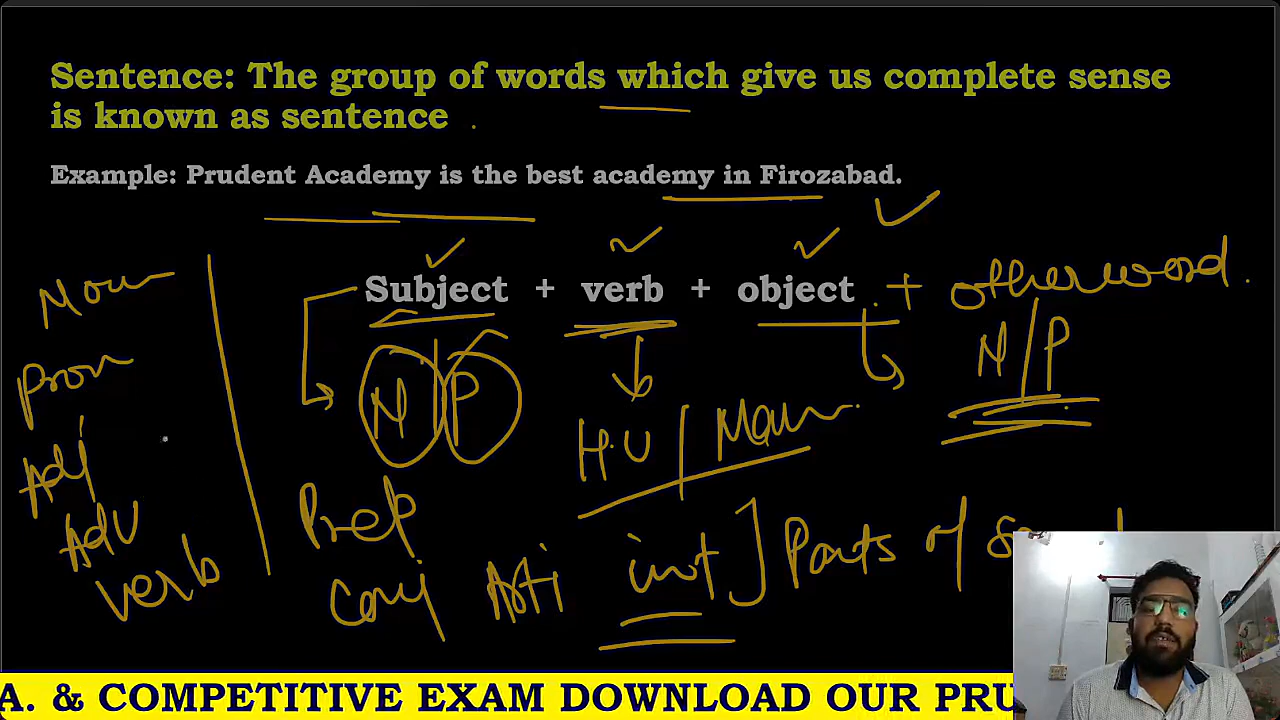 Sentence: The group of words which give us complete sense
is known as sentence .
Example: Prudent Academy is the best academy in Firozabad.
Subject + verb + object + otherword.
Noun
N | P
N / P
Pron
H.V / Main
Adj
Prep
Adv
verb
Conj Arti int ] Parts of
A. & COMPETITIVE EXAM DOWNLOAD OUR PRU